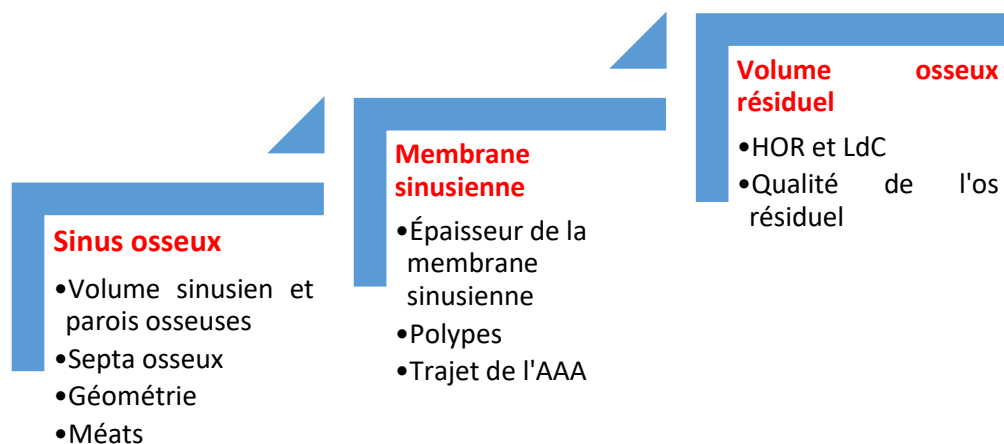 Sinus osseux
•Volume sinusien et
parois osseuses
•Septa osseux
•Géométrie
•Méats
Membrane
sinusienne
•Épaisseur de la
membrane
sinusienne
•Polypes
•Trajet de l'AAA
Volume osseux
résiduel
•HOR et LdC
•Qualité de l'os
résiduel